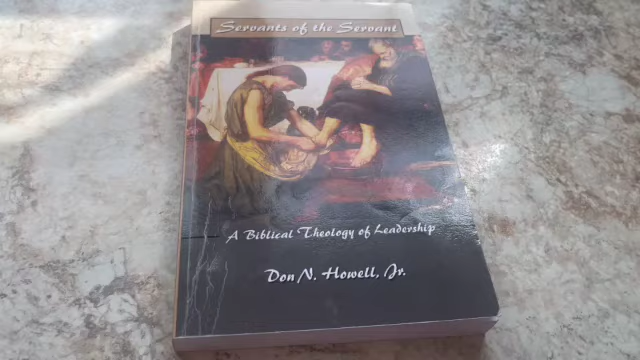 Servants of the Servant
A Biblical Theology of Leadership
Don N. Howell, Jr.